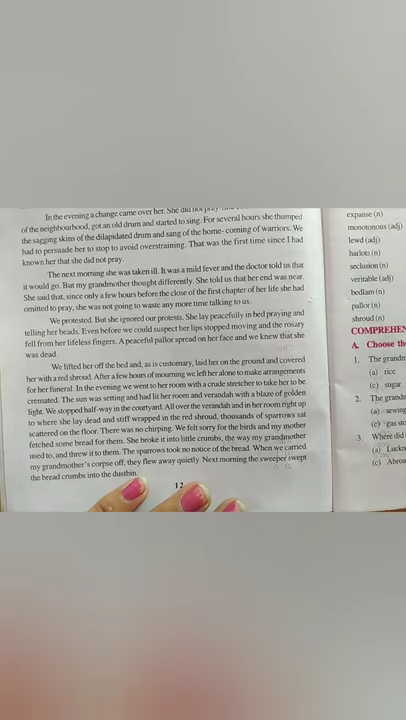 In the evening a change came over her. She did not pray.
of the neighbourhood, got an old drum and started to sing. For several hours she thumped
the sagging skins of the dilapidated drum and sang of the home- coming of warriors. We
had to persuade her to stop to avoid overstraining. That was the first time since I had
known her that she did not pray.
The next morning she was taken ill. It was a mild fever and the doctor told us that
it would go. But my grandmother thought differently. She told us that her end was near.
She said that, since only a few hours before the close of the first chapter of her life she had
omitted to pray, she was not going to waste any more time talking to us.
We protested. But she ignored our protests. She lay peacefully in bed praying and
telling her beads. Even before we could suspect her lips stopped moving and the rosary
fell from her lifeless fingers. A peaceful pallor spread on her face and we knew that she
was dead.
We lifted her off the bed and, as is customary, laid her on the ground and covered
her with a red shroud. After a few hours of mourning we left her alone to make arrangements
for her funeral. In the evening we went to her room with a crude stretcher to take her to be
cremated. The sun was setting and had lit her room and verandah with a blaze of golden
light. We stopped half-way in the courtyard. All over the verandah and in her room right up
to where she lay dead and stiff wrapped in the red shroud, thousands of sparrows sat
scattered on the floor. There was no chirping. We felt sorry for the birds and my mother
fetched some bread for them. She broke it into little crumbs, the way my grandmother
used to, and threw it to them. The sparrows took no notice of the bread. When we carried
my grandmother's corpse off, they flew away quietly. Next morning the sweeper swept
the bread crumbs into the dustbin.
12
expanse (n)
monotonous (adj)
lewd (adj)
harlots (n)
seclusion (n)
veritable (adj)
bedlam (n)
pallor (n)
shroud (n)
COMPREHEN
A. Choose the
1. The grandm
(a) rice
(c) sugar
2. The grandm
(a) sewing
(c) gas sto
3. Where did
(a) Luckn
(c) Abroa